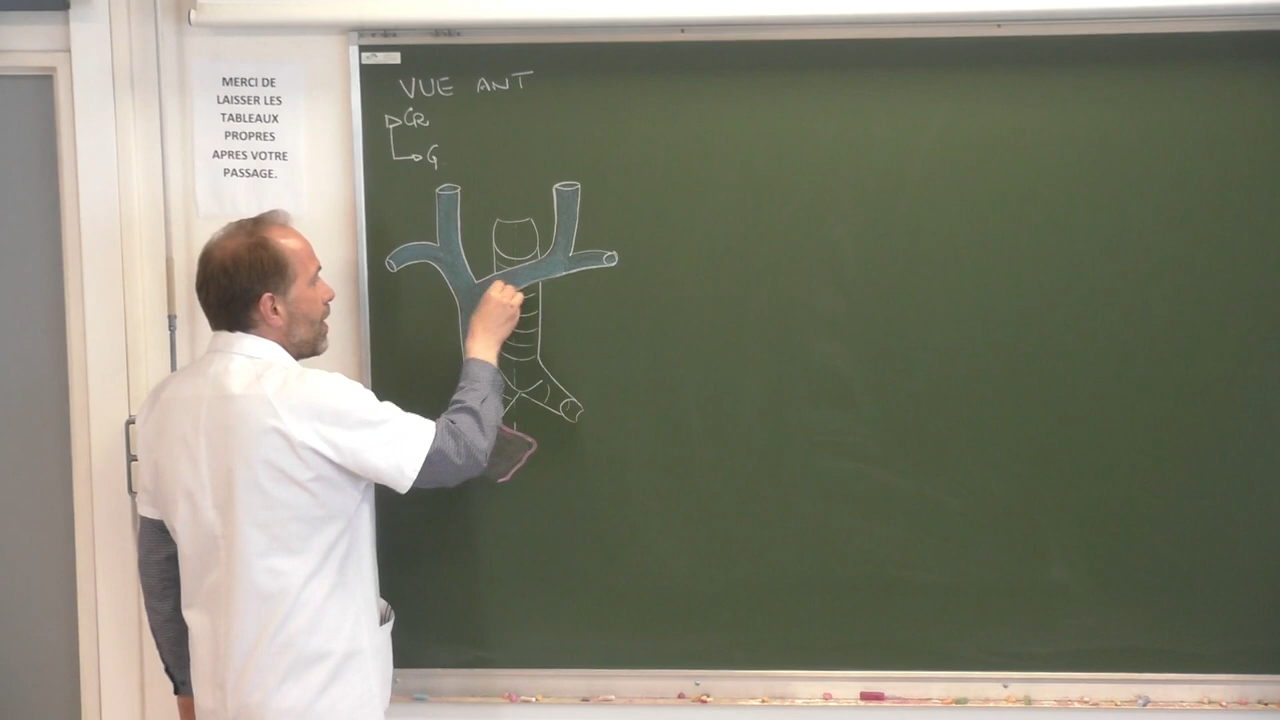 MERCI DE
LAISSER LES
TABLEAUX
PROPRES
APRES VOTRE
PASSAGE.
VUE ANT
CR
G